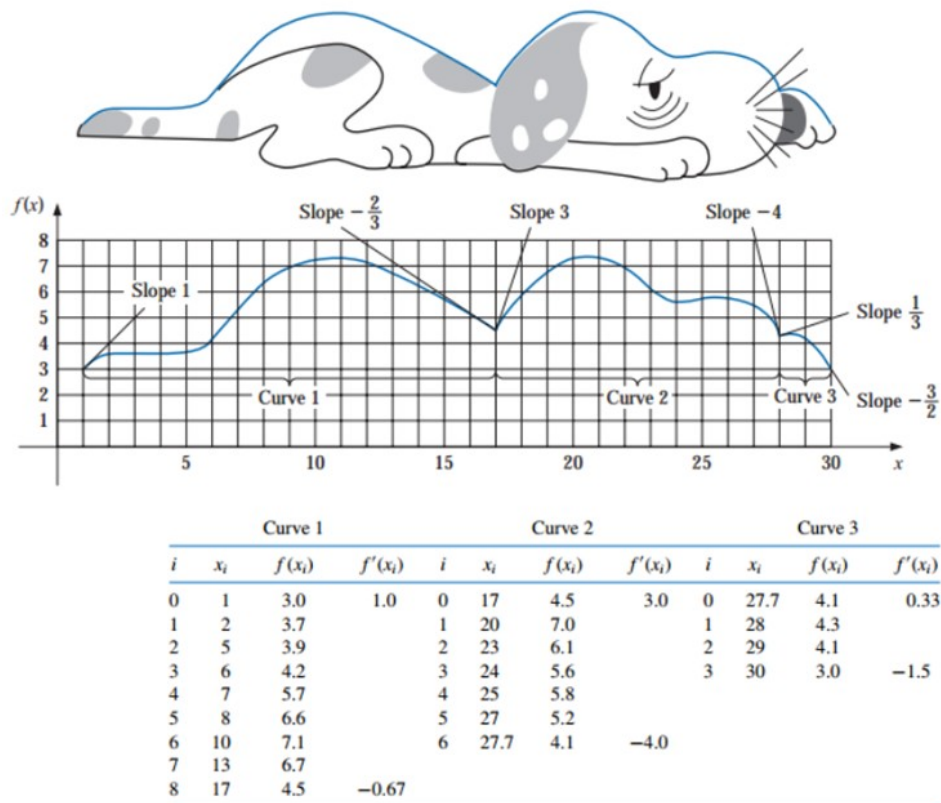 f(x)
Slope −2/3
Slope 3
Slope −4
8
7
6
Slope 1
5
Slope 1/3
4
3
2
Curve 1
Curve 2
Curve 3
Slope −3/2
1
5 10 15 20 25 30 x
Curve 1 Curve 2 Curve 3
i xᵢ f(xᵢ) f′(xᵢ) i xᵢ f(xᵢ) f′(xᵢ) i xᵢ f(xᵢ) f′(xᵢ)
0 1 3.0 1.0 0 17 4.5 3.0 0 27.7 4.1 0.33
1 2 3.7 1 20 7.0 1 28 4.3
2 5 3.9 2 23 6.1 2 29 4.1
3 6 4.2 3 24 5.6 3 30 3.0 −1.5
4 7 5.7 4 25 5.8
5 8 6.6 5 27 5.2
6 10 7.1 6 27.7 4.1 −4.0
7 13 6.7
8 17 4.5 −0.67